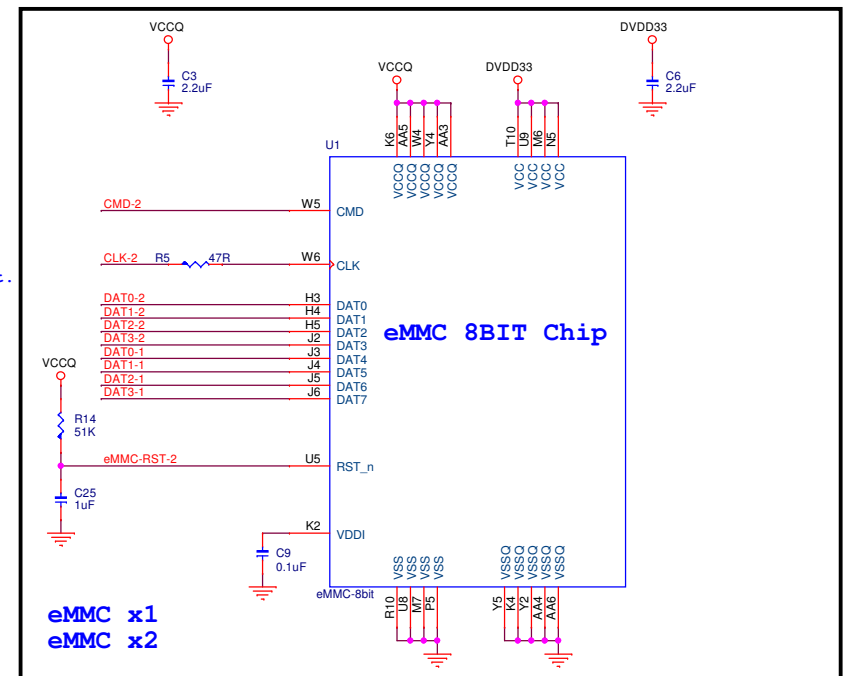 VCCQ
C3
2.2uF
VCCQ
DVDD33
DVDD33
C6
2.2uF
U1
K6
AA5
W4
Y4
AA3
T10
U9
M6
N5
VCCQ
VCCQ
VCCQ
VCCQ
VCCQ
VCC
VCC
VCC
VCC
CMD-2 W5 CMD
CLK-2 R5 47R W6 CLK
t.
DAT0-2 H3 DAT0
DAT1-2 H4 DAT1
DAT2-2 H5 DAT2
DAT3-2 J2 DAT3
DAT0-1 J3 DAT4
DAT1-1 J4 DAT5
DAT2-1 J5 DAT6
DAT3-1 J6 DAT7
eMMC 8BIT Chip
VCCQ
R14
51K
eMMC-RST-2 U5 RST_n
C25
1uF
K2 VDDI
C9
0.1uF
VSS
VSS
VSS
VSS
VSSQ
VSSQ
VSSQ
VSSQ
VSSQ
eMMC-8bit
R10
U8
M7
P5
Y5
K4
Y2
AA4
AA6
eMMC x1
eMMC x2